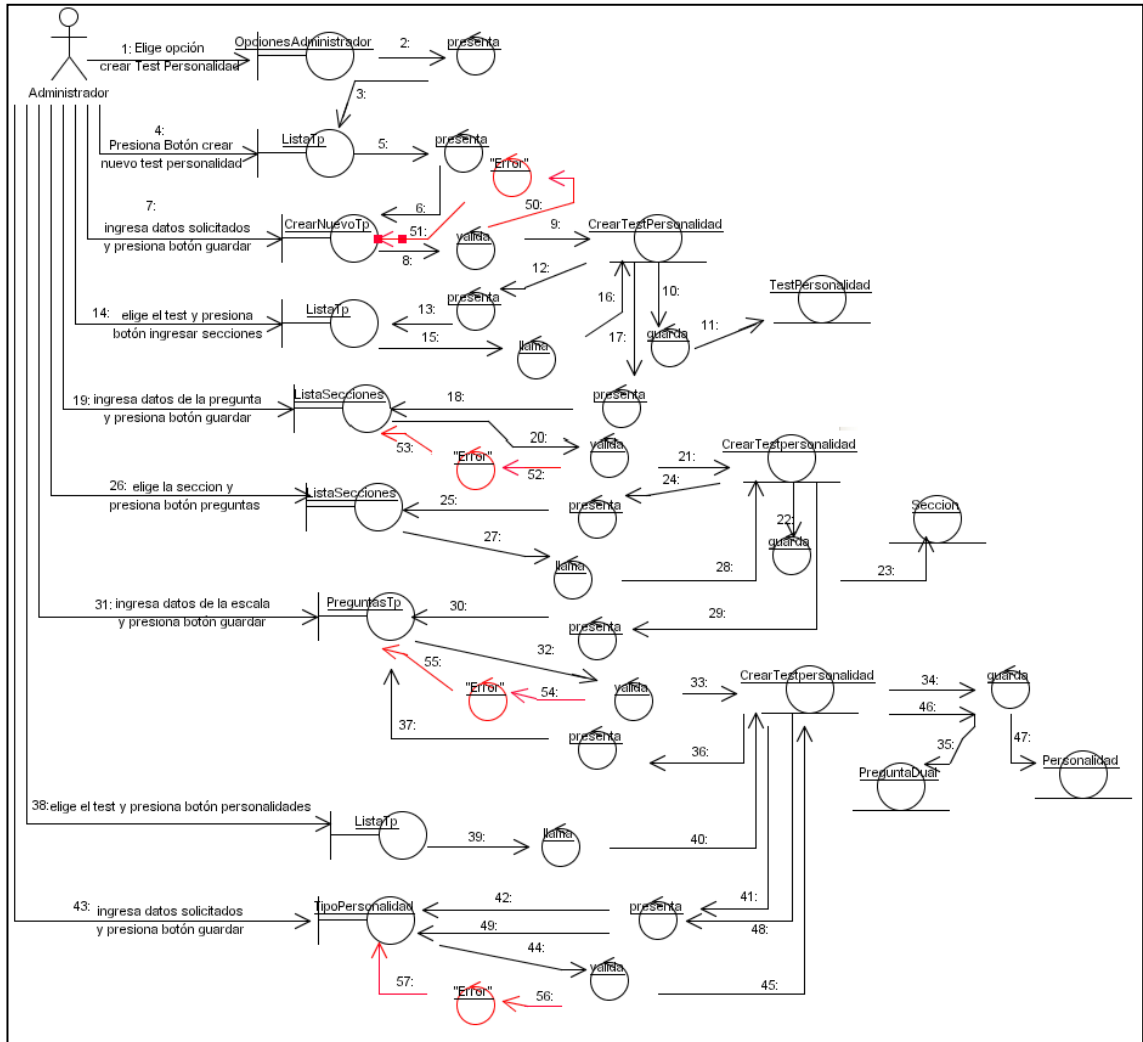 OpcionesAdministrador
2:
presenta
1: Elige opción
crear Test Personalidad
Administrador
3:
4:
Presiona Botón crear
nuevo test personalidad
ListaTp
5:
presenta
"Error"
7:
ingresa datos solicitados
y presiona botón guardar
CrearNuevoTp
6:
51:
8:
50:
valida
9:
CrearTestPersonalidad
12:
16:
10:
TestPersonalidad
14: elige el test y presiona
botón ingresar secciones
ListaTp
13:
presenta
15:
llama
17:
guarda
11:
19: ingresa datos de la pregunta
y presiona botón guardar
ListaSecciones
18:
presenta
53:
"Error"
52:
20:
valida
21:
CrearTestpersonalidad
24:
26: elige la seccion y
presiona botón preguntas
ListaSecciones
25:
presenta
22:
guarda
Seccion
27:
llama
28:
23:
31: ingresa datos de la escala
y presiona botón guardar
PreguntasTp
30:
presenta
29:
32:
55:
"Error"
54:
valida
33:
CrearTestpersonalidad
34:
guarda
46:
37:
presenta
36:
35:
47:
PreguntaDual
Personalidad
38: elige el test y presiona botón personalidades
ListaTp
39:
llama
40:
43: ingresa datos solicitados
y presiona botón guardar
TipoPersonalidad
42:
presenta
41:
49:
48:
44:
valida
45:
57:
"Error"
56: